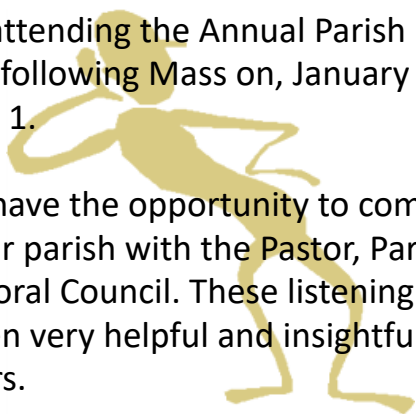 attending the Annual Parish
following Mass on, January
1.
have the opportunity to com
r parish with the Pastor, Par
oral Council. These listening
n very helpful and insightfu
rs.